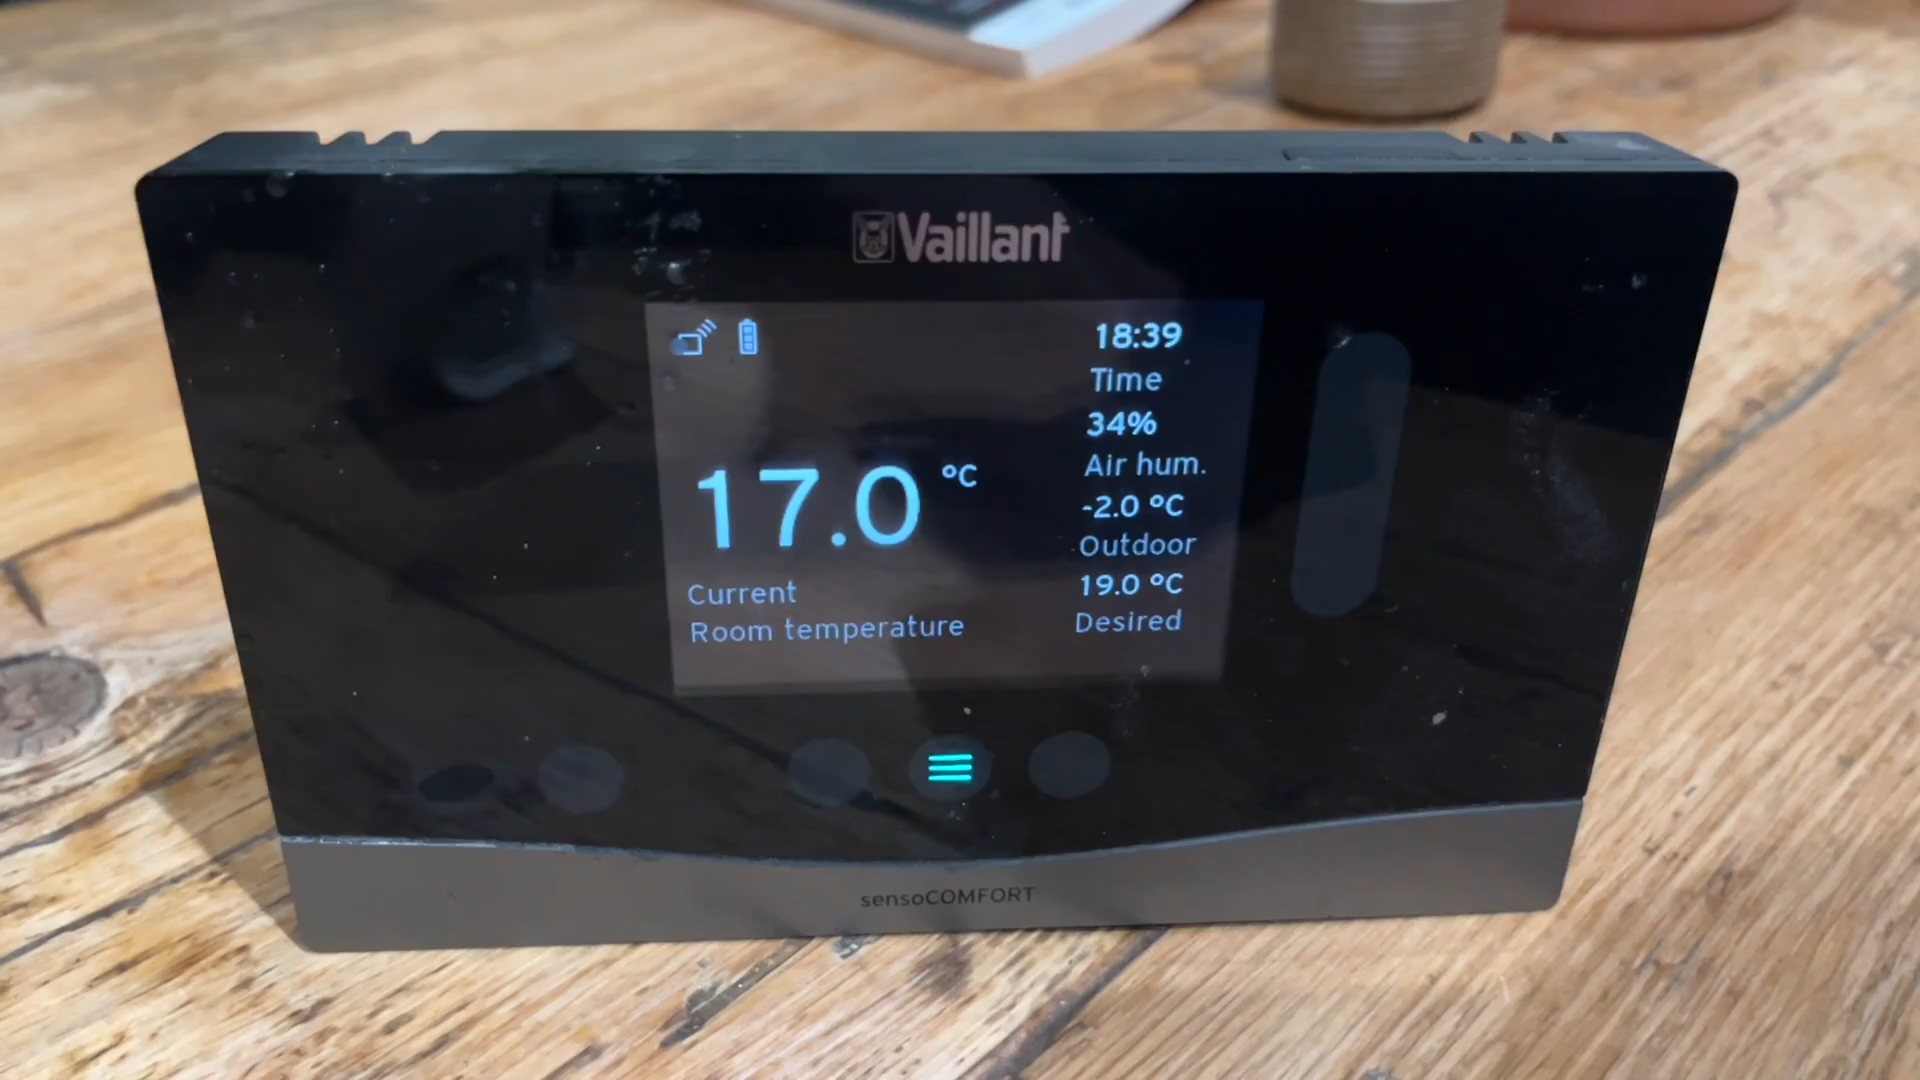 Vaillant
18:39
Time
34%
Air hum.
-2.0 °C
Outdoor
19.0 °C
Desired
17.0 °C
Current
Room temperature
sensoCOMFORT